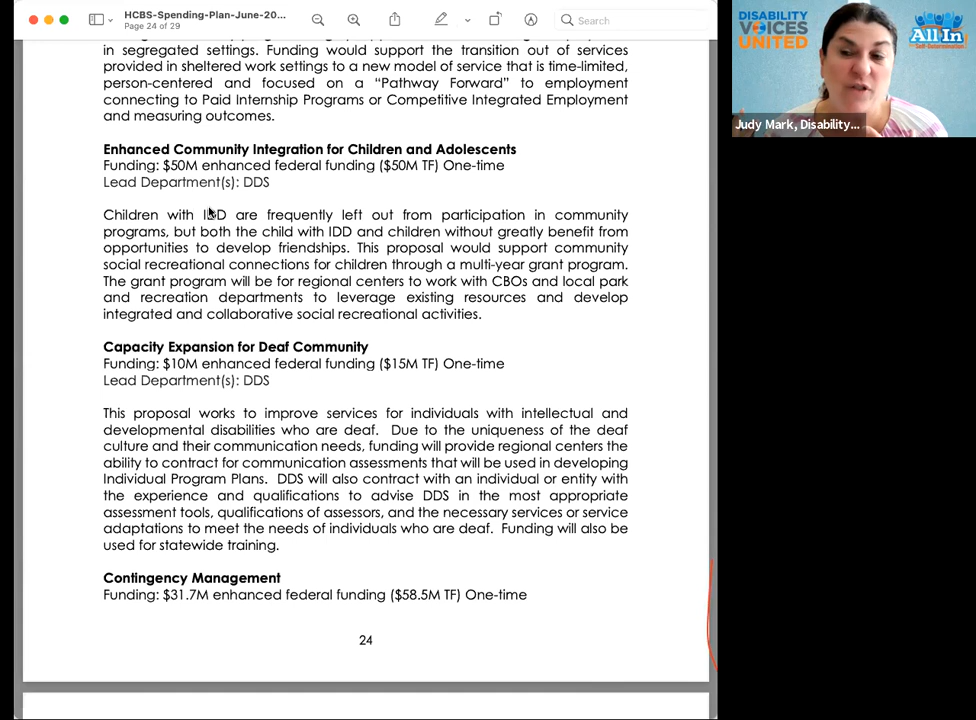 HCBS-Spending-Plan-June-20...
Page 24 of 29
Search
DISABILITY
VOICES
UNITED
All In
Self-Determination
Judy Mark, Disability...
in segregated settings. Funding would support the transition out of services
provided in sheltered work settings to a new model of service that is time-limited,
person-centered and focused on a “Pathway Forward” to employment
connecting to Paid Internship Programs or Competitive Integrated Employment
and measuring outcomes.
Enhanced Community Integration for Children and Adolescents
Funding: $50M enhanced federal funding ($50M TF) One-time
Lead Department(s): DDS
Children with IDD are frequently left out from participation in community
programs, but both the child with IDD and children without greatly benefit from
opportunities to develop friendships. This proposal would support community
social recreational connections for children through a multi-year grant program.
The grant program will be for regional centers to work with CBOs and local park
and recreation departments to leverage existing resources and develop
integrated and collaborative social recreational activities.
Capacity Expansion for Deaf Community
Funding: $10M enhanced federal funding ($15M TF) One-time
Lead Department(s): DDS
This proposal works to improve services for individuals with intellectual and
developmental disabilities who are deaf. Due to the uniqueness of the deaf
culture and their communication needs, funding will provide regional centers the
ability to contract for communication assessments that will be used in developing
Individual Program Plans. DDS will also contract with an individual or entity with
the experience and qualifications to advise DDS in the most appropriate
assessment tools, qualifications of assessors, and the necessary services or service
adaptations to meet the needs of individuals who are deaf. Funding will also be
used for statewide training.
Contingency Management
Funding: $31.7M enhanced federal funding ($58.5M TF) One-time
24